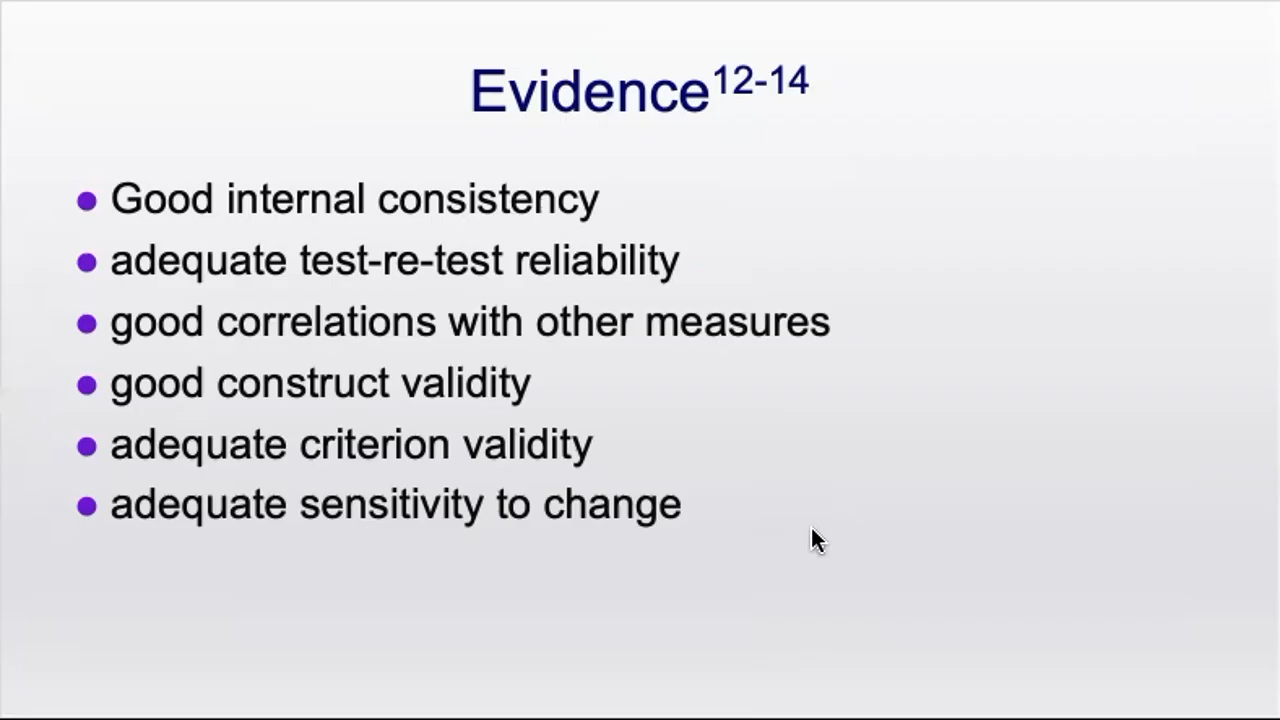 Evidence12-14
● Good internal consistency
● adequate test-re-test reliability
● good correlations with other measures
● good construct validity
● adequate criterion validity
● adequate sensitivity to change